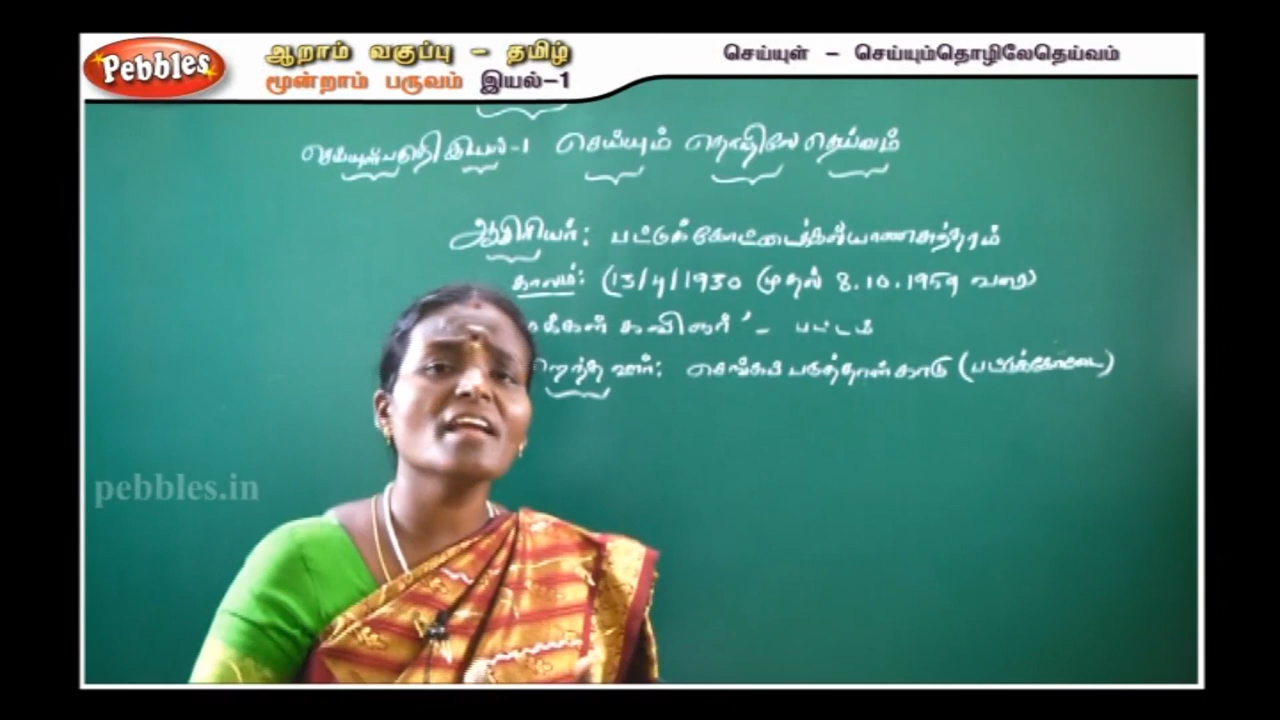 Pebbles
ஆறாம் வகுப்பு – தமிழ்
மூன்றாம் பருவம் இயல்–1
செய்யுள் – செய்யும்தொழிலேதெய்வம்
செய்யுள்பகுதி இயல்-1 செய்யும் தொழிலே தெய்வம்
ஆசிரியர்: பட்டுக்கோட்டைக்கல்யாணசுந்தரம்
காலம்: (13/4/1930 முதல் 8.10.1959 வரை)
மக்கள் கவிஞர்' - பட்டம்
பிறந்த ஊர்: செங்கப்படுத்தான்காடு (பட்டுக்கோட்டை)
pebbles.in